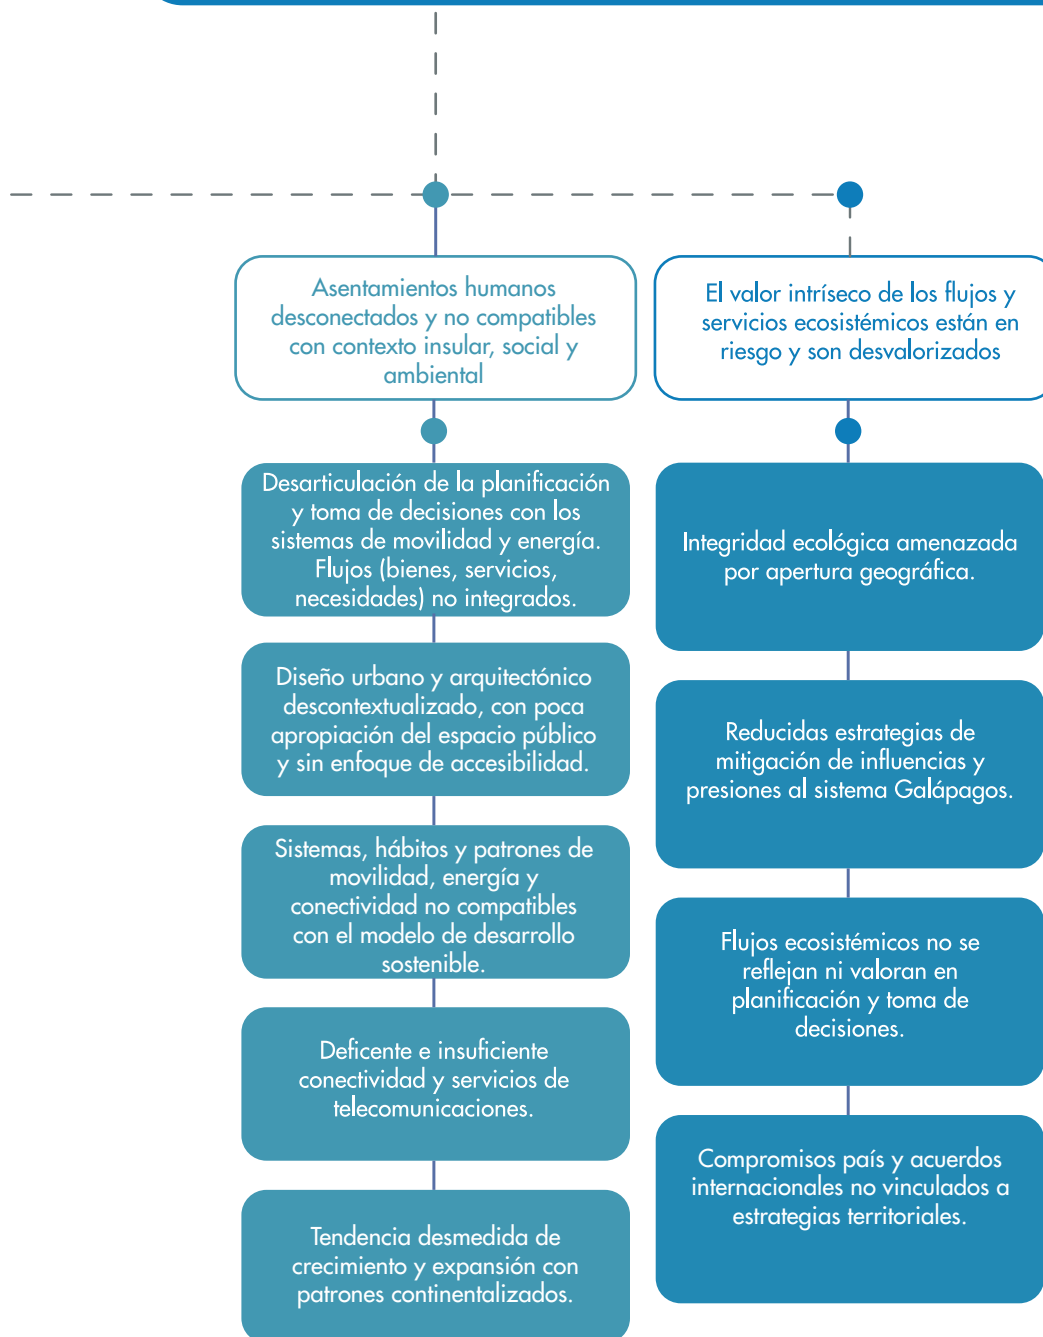 Asentamientos humanos
desconectados y no compatibles
con contexto insular, social y
ambiental
Desarticulación de la planificación
y toma de decisiones con los
sistemas de movilidad y energía.
Flujos (bienes, servicios,
necesidades) no integrados.
Diseño urbano y arquitectónico
descontextualizado, con poca
apropiación del espacio público
y sin enfoque de accesibilidad.
Sistemas, hábitos y patrones de
movilidad, energía y
conectividad no compatibles
con el modelo de desarrollo
sostenible.
Deficente e insuficiente
conectividad y servicios de
telecomunicaciones.
Tendencia desmedida de
crecimiento y expansión con
patrones continentalizados.
El valor intríseco de los flujos y
servicios ecosistémicos están en
riesgo y son desvalorizados
Integridad ecológica amenazada
por apertura geográfica.
Reducidas estrategias de
mitigación de influencias y
presiones al sistema Galápagos.
Flujos ecosistémicos no se
reflejan ni valoran en
planificación y toma de
decisiones.
Compromisos país y acuerdos
internacionales no vinculados a
estrategias territoriales.